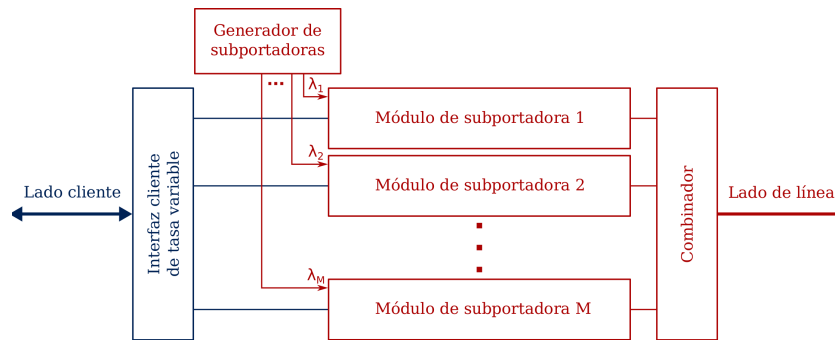 Generador de
subportadoras
...
λ1
Módulo de subportadora 1
λ2
Módulo de subportadora 2
Lado cliente
Interfaz cliente
de tasa variable
Combinador
Lado de línea
λM
Módulo de subportadora M